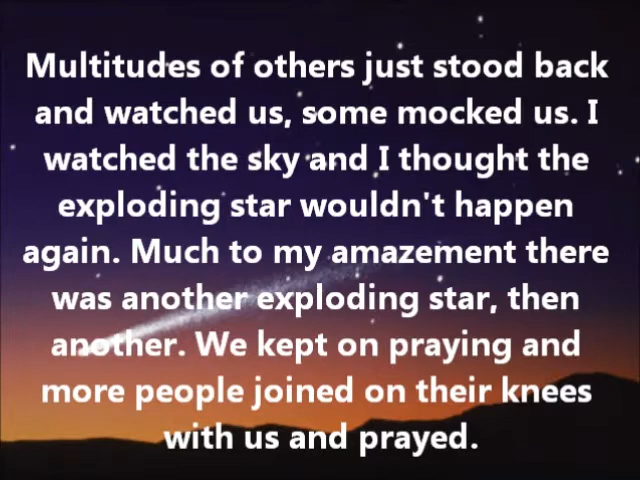 Multitudes of others just stood back
and watched us, some mocked us. I
watched the sky and I thought the
exploding star wouldn't happen
again. Much to my amazement there
was another exploding star, then
another. We kept on praying and
more people joined on their knees
with us and prayed.